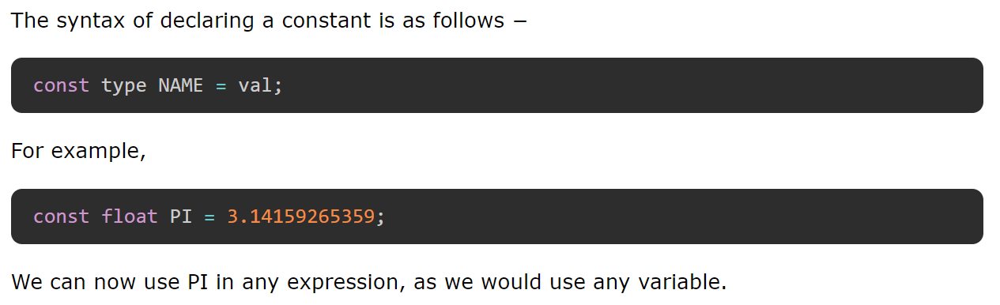 The syntax of declaring a constant is as follows −
const type NAME = val;
For example,
const float PI = 3.14159265359;
We can now use PI in any expression, as we would use any variable.